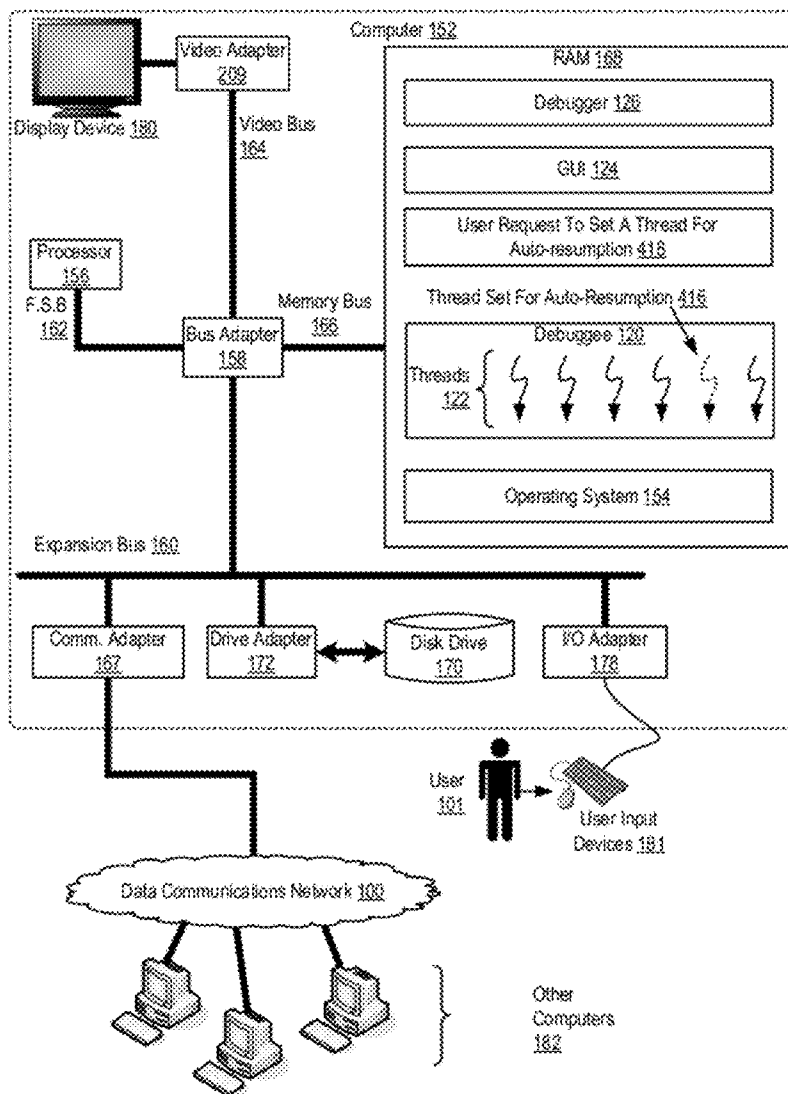 Computer 152
Video Adapter
209
RAM 168
Debugger 126
Display Device 180
Video Bus
164
GUI 124
User Request To Set A Thread For
Auto-resumption 418
Processor
156
F.S.B
162
Memory Bus
166
Thread Set For Auto-Resumption 416
Bus Adapter
158
Debuggee 120
Threads
122
Operating System 154
Expansion Bus 160
Comm. Adapter
167
Drive Adapter
172
Disk Drive
170
I/O Adapter
178
User
101
User Input
Devices 181
Data Communications Network 100
Other
Computers
182